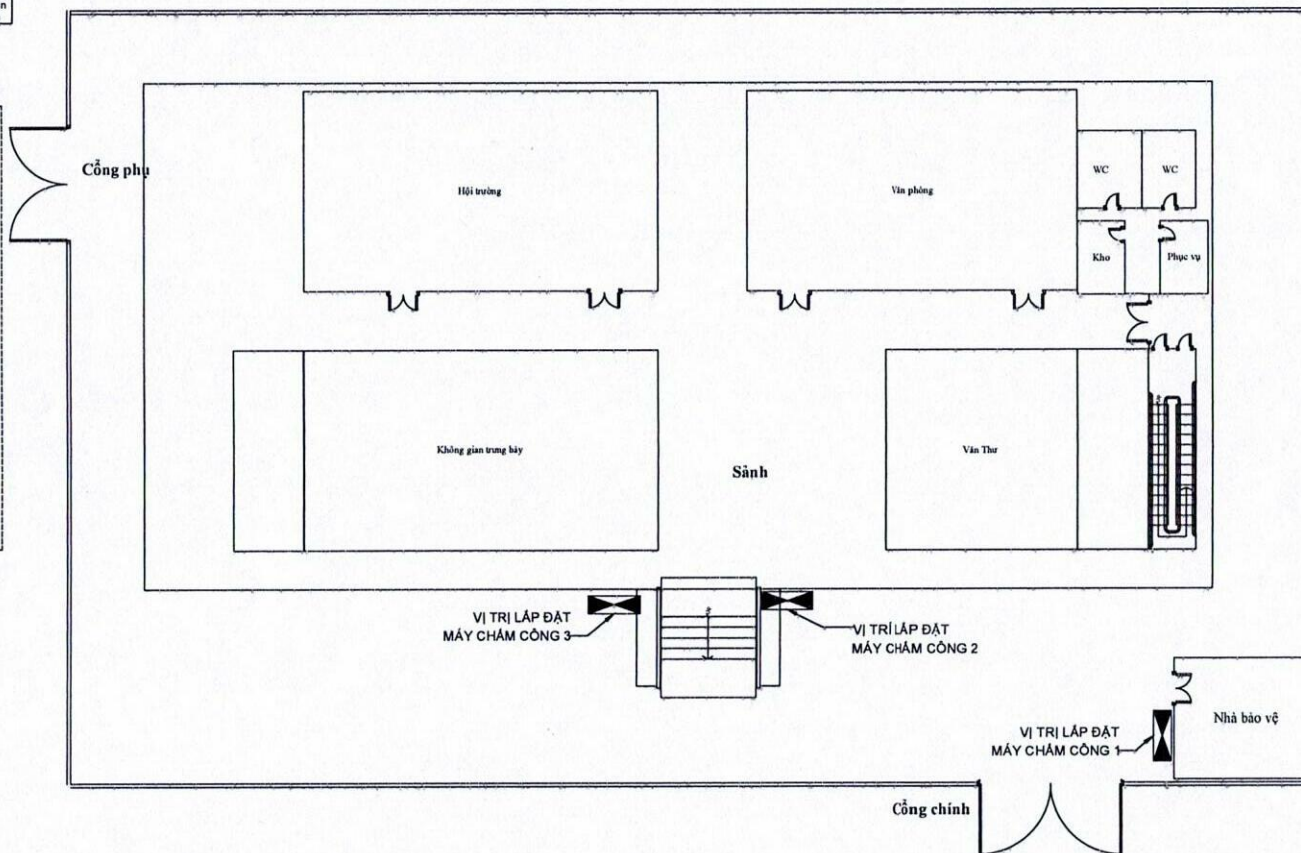 Cổng phụ
Hội trường
Văn phòng
WC
WC
Kho
Phục vụ
Không gian trưng bày
Sảnh
Văn Thư
VỊ TRỊ LẮP ĐẶT
MÁY CHẤM CÔNG 3
VỊ TRÍ LẮP ĐẶT
MÁY CHẤM CÔNG 2
VỊ TRỊ LẮP ĐẶT
MÁY CHẤM CÔNG 1
Nhà bảo vệ
Cổng chính